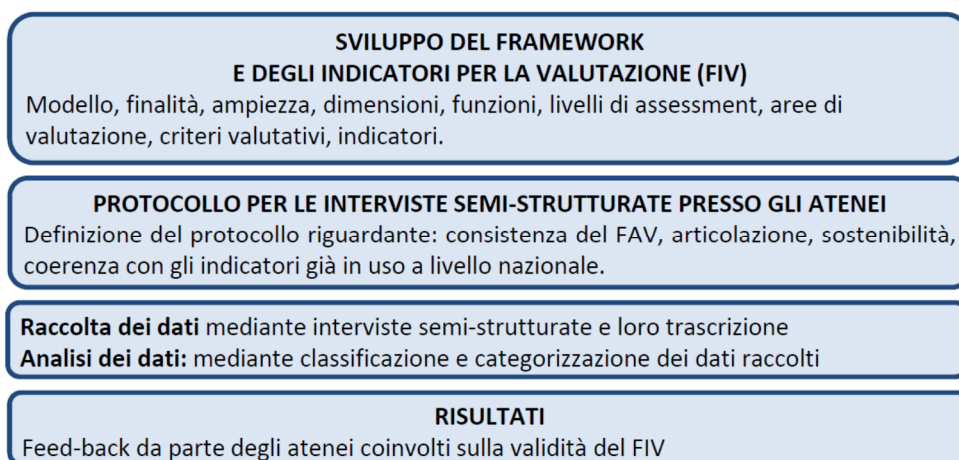 SVILUPPO DEL FRAMEWORK
E DEGLI INDICATORI PER LA VALUTAZIONE (FIV)
Modello, finalità, ampiezza, dimensioni, funzioni, livelli di assessment, aree di
valutazione, criteri valutativi, indicatori.
PROTOCOLLO PER LE INTERVISTE SEMI-STRUTTURATE PRESSO GLI ATENEI
Definizione del protocollo riguardante: consistenza del FAV, articolazione, sostenibilità,
coerenza con gli indicatori già in uso a livello nazionale.
Raccolta dei dati mediante interviste semi-strutturate e loro trascrizione
Analisi dei dati: mediante classificazione e categorizzazione dei dati raccolti
RISULTATI
Feed-back da parte degli atenei coinvolti sulla validità del FIV